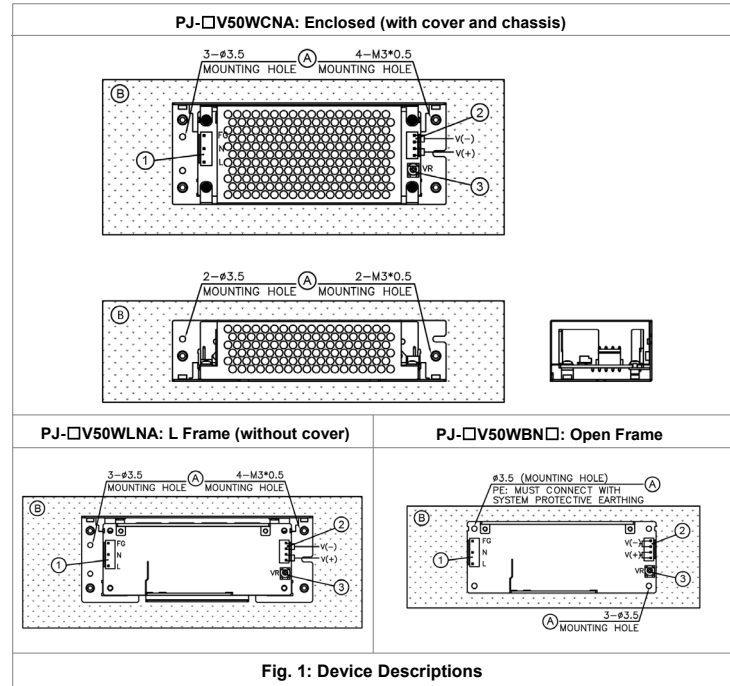 PJ-□V50WCNA: Enclosed (with cover and chassis)
3-ø3.5 A 4-M3*0.5
MOUNTING HOLE MOUNTING HOLE
B
1
FG
N
L
2
V(-)
V(+)
VR
3
2-ø3.5 A 2-M3*0.5
MOUNTING HOLE MOUNTING HOLE
B
PJ-□V50WLNA: L Frame (without cover)
3-ø3.5 A 4-M3*0.5
MOUNTING HOLE MOUNTING HOLE
B
1
FG
N
L
2
V(-)
V(+)
VR
3
PJ-□V50WBN□: Open Frame
ø3.5 (MOUNTING HOLE) A
PE: MUST CONNECT WITH
SYSTEM PROTECTIVE EARTHING
B
1
FG
N
L
2
V(-)
V(+)
VR
3
A 3-ø3.5
MOUNTING HOLE
Fig. 1: Device Descriptions